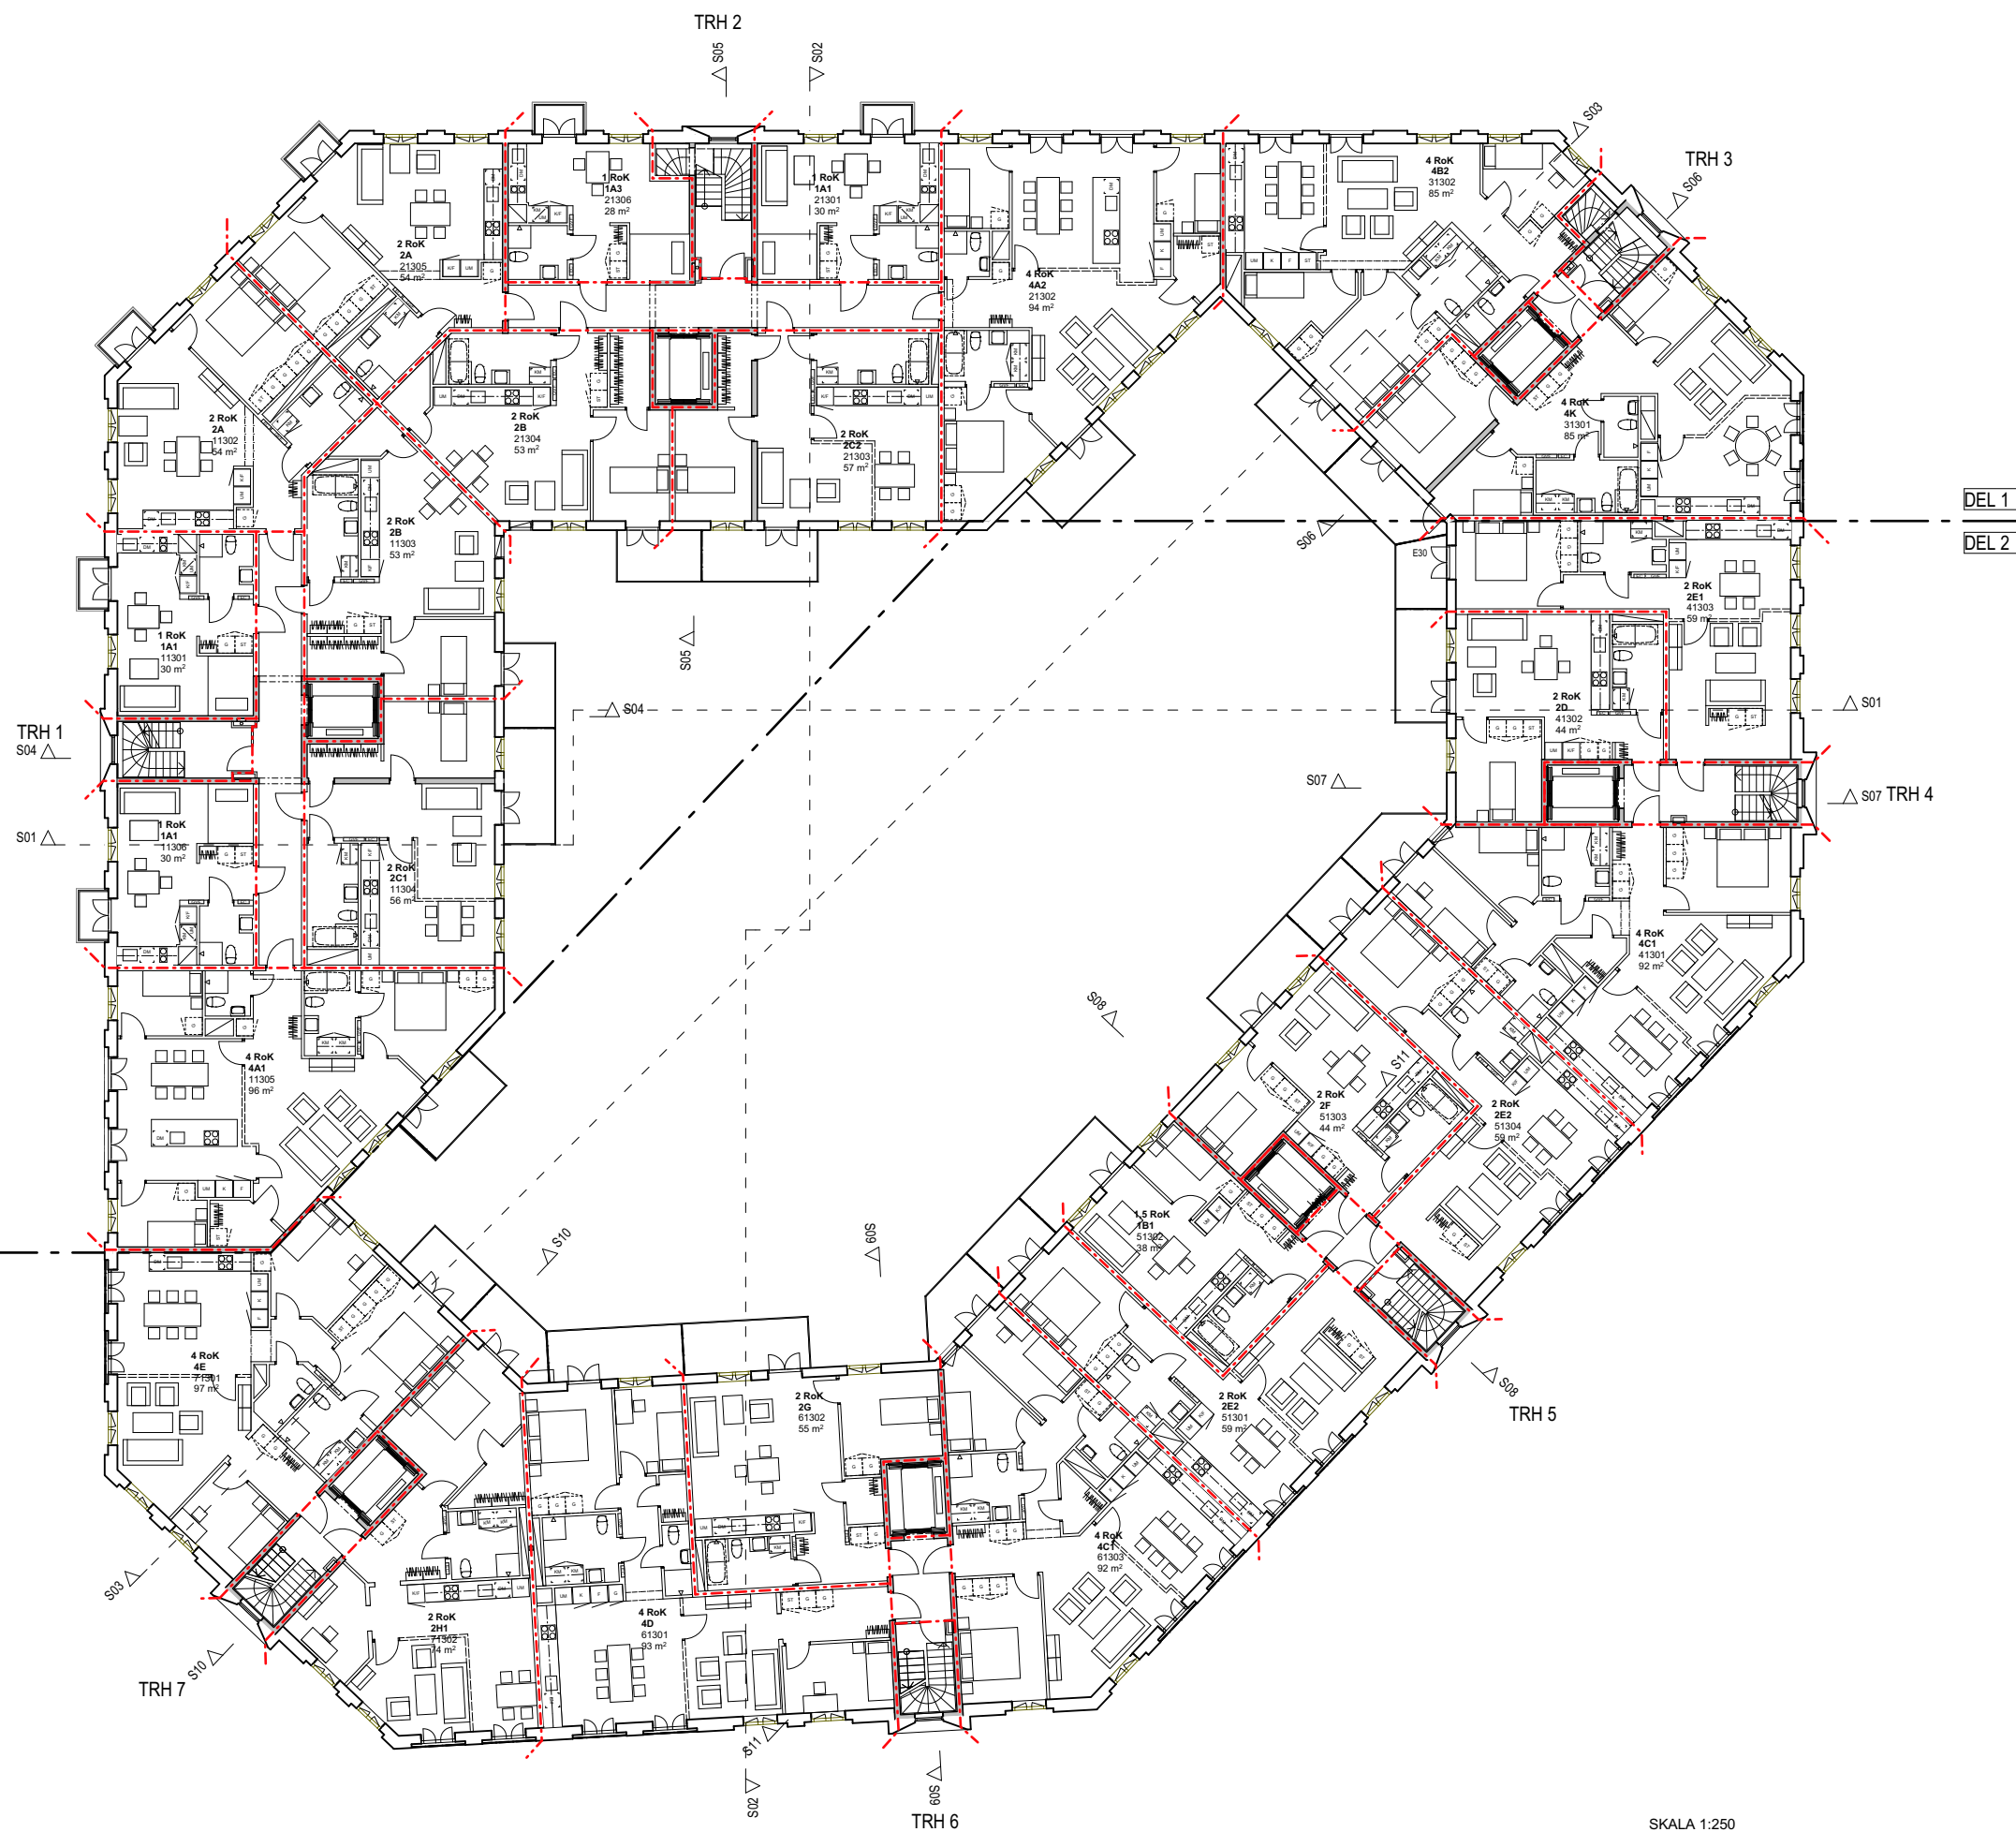 TRH 2
S05
S02
S03
TRH 3
S06
1 RoK
1A3
21306
28 m²
1 RoK
1A1
21301
30 m²
4 RoK
4B2
31302
85 m²
2 RoK
2A
21305
54 m²
4 RoK
4A2
21302
94 m²
2 RoK
2A
11302
54 m²
2 RoK
2B
21304
53 m²
2 RoK
2C2
21303
57 m²
4 RoK
4K
31301
85 m²
DEL 1
DEL 2
2 RoK
2B
11303
53 m²
S06
E30
2 RoK
2E1
41303
59 m²
1 RoK
1A1
11301
30 m²
S05
S04
2 RoK
2D
41302
44 m²
S01
TRH 1
S04
S07
S07 TRH 4
S01
1 RoK
1A1
11306
30 m²
2 RoK
2C1
11304
56 m²
4 RoK
4C1
41301
92 m²
S08
4 RoK
4A1
11305
96 m²
S11
2 RoK
2F
51303
44 m²
2 RoK
2E2
51304
59 m²
1,5 RoK
1B1
51302
38 m²
S10
S09
4 RoK
4E
71301
97 m²
2 RoK
2G
61302
55 m²
2 RoK
2E2
51301
59 m²
S08
TRH 5
4 RoK
4C1
61303
92 m²
S03
2 RoK
2H1
71302
74 m²
4 RoK
4D
61301
93 m²
S10
TRH 7
S11
S02
S09
TRH 6
SKALA 1:250